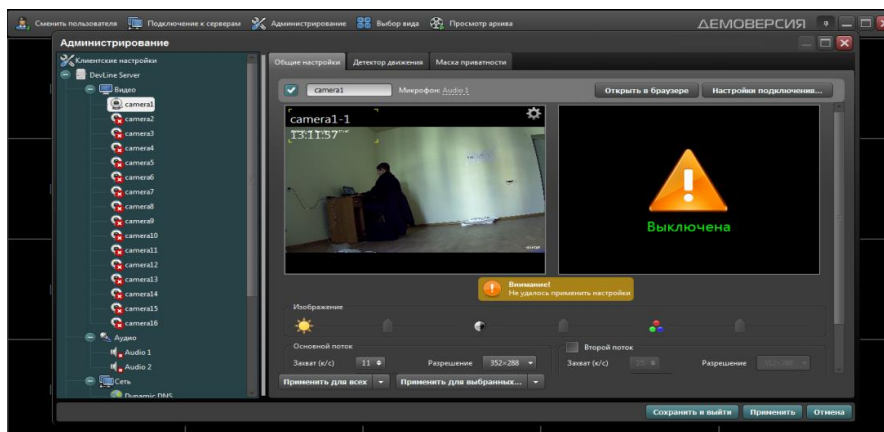 Сменить пользователя Подключение к серверам Администрирование Выбор вида Просмотр архива ДЕМОВЕРСИЯ
Администрирование
Клиентские настройки
DevLine Server
Видео
camera1
camera2
camera3
camera4
camera5
camera6
camera7
camera8
camera9
camera10
camera11
camera12
camera13
camera14
camera15
camera16
Аудио
Audio 1
Audio 2
Сеть
Dynamic DNS
Общие настройки Детектор движения Маска приватности
camera1 Микрофон: Audio 1 Открыть в браузере Настройки подключения...
camera1-1
13:11:57
Выключена
Внимание!
Не удалось применить настройки
Изображение
Основной поток Второй поток
Захват (к/с) 11 Разрешение 352×288 Захват (к/с) 25 Разрешение
Применить для всех Применить для выбранных...
Сохранить и выйти Применить Отмена